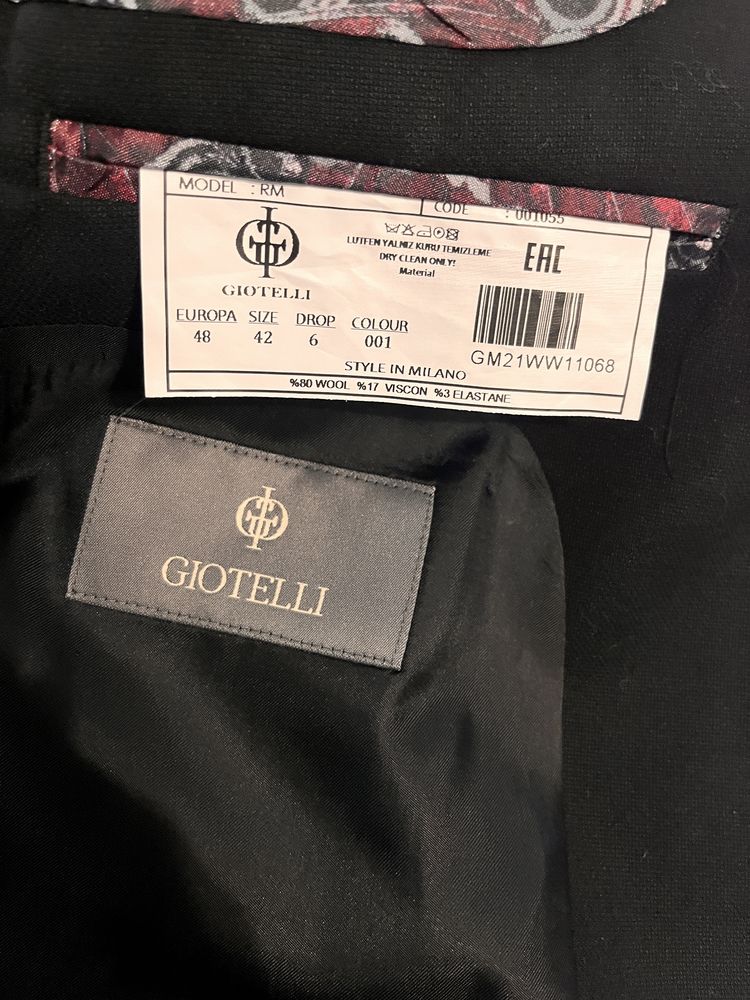 MODEL : RM
CODE : 001055
GIOTELLI
LUTFEN YALNIZ KURU TEMIZLEME
DRY CLEAN ONLY!
Material
EAC
EUROPA SIZE DROP COLOUR
48 42 6 001
GM21WW11068
STYLE IN MILANO
%80 WOOL %17 VISCON %3 ELASTANE
GIOTELLI